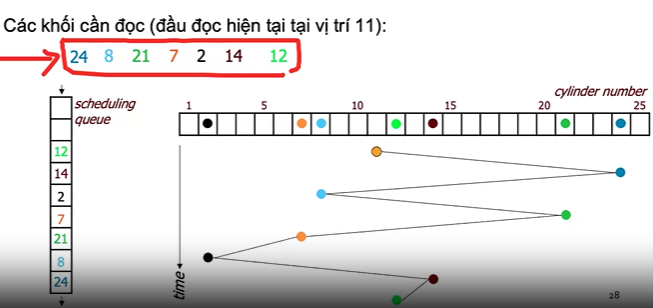 Các khối cần đọc (đầu đọc hiện tại tại vị trí 11):
24 8 21 7 2 14 12
scheduling
queue
cylinder number
1 5 10 15 20 25
12
14
2
7
21
8
24
time
28